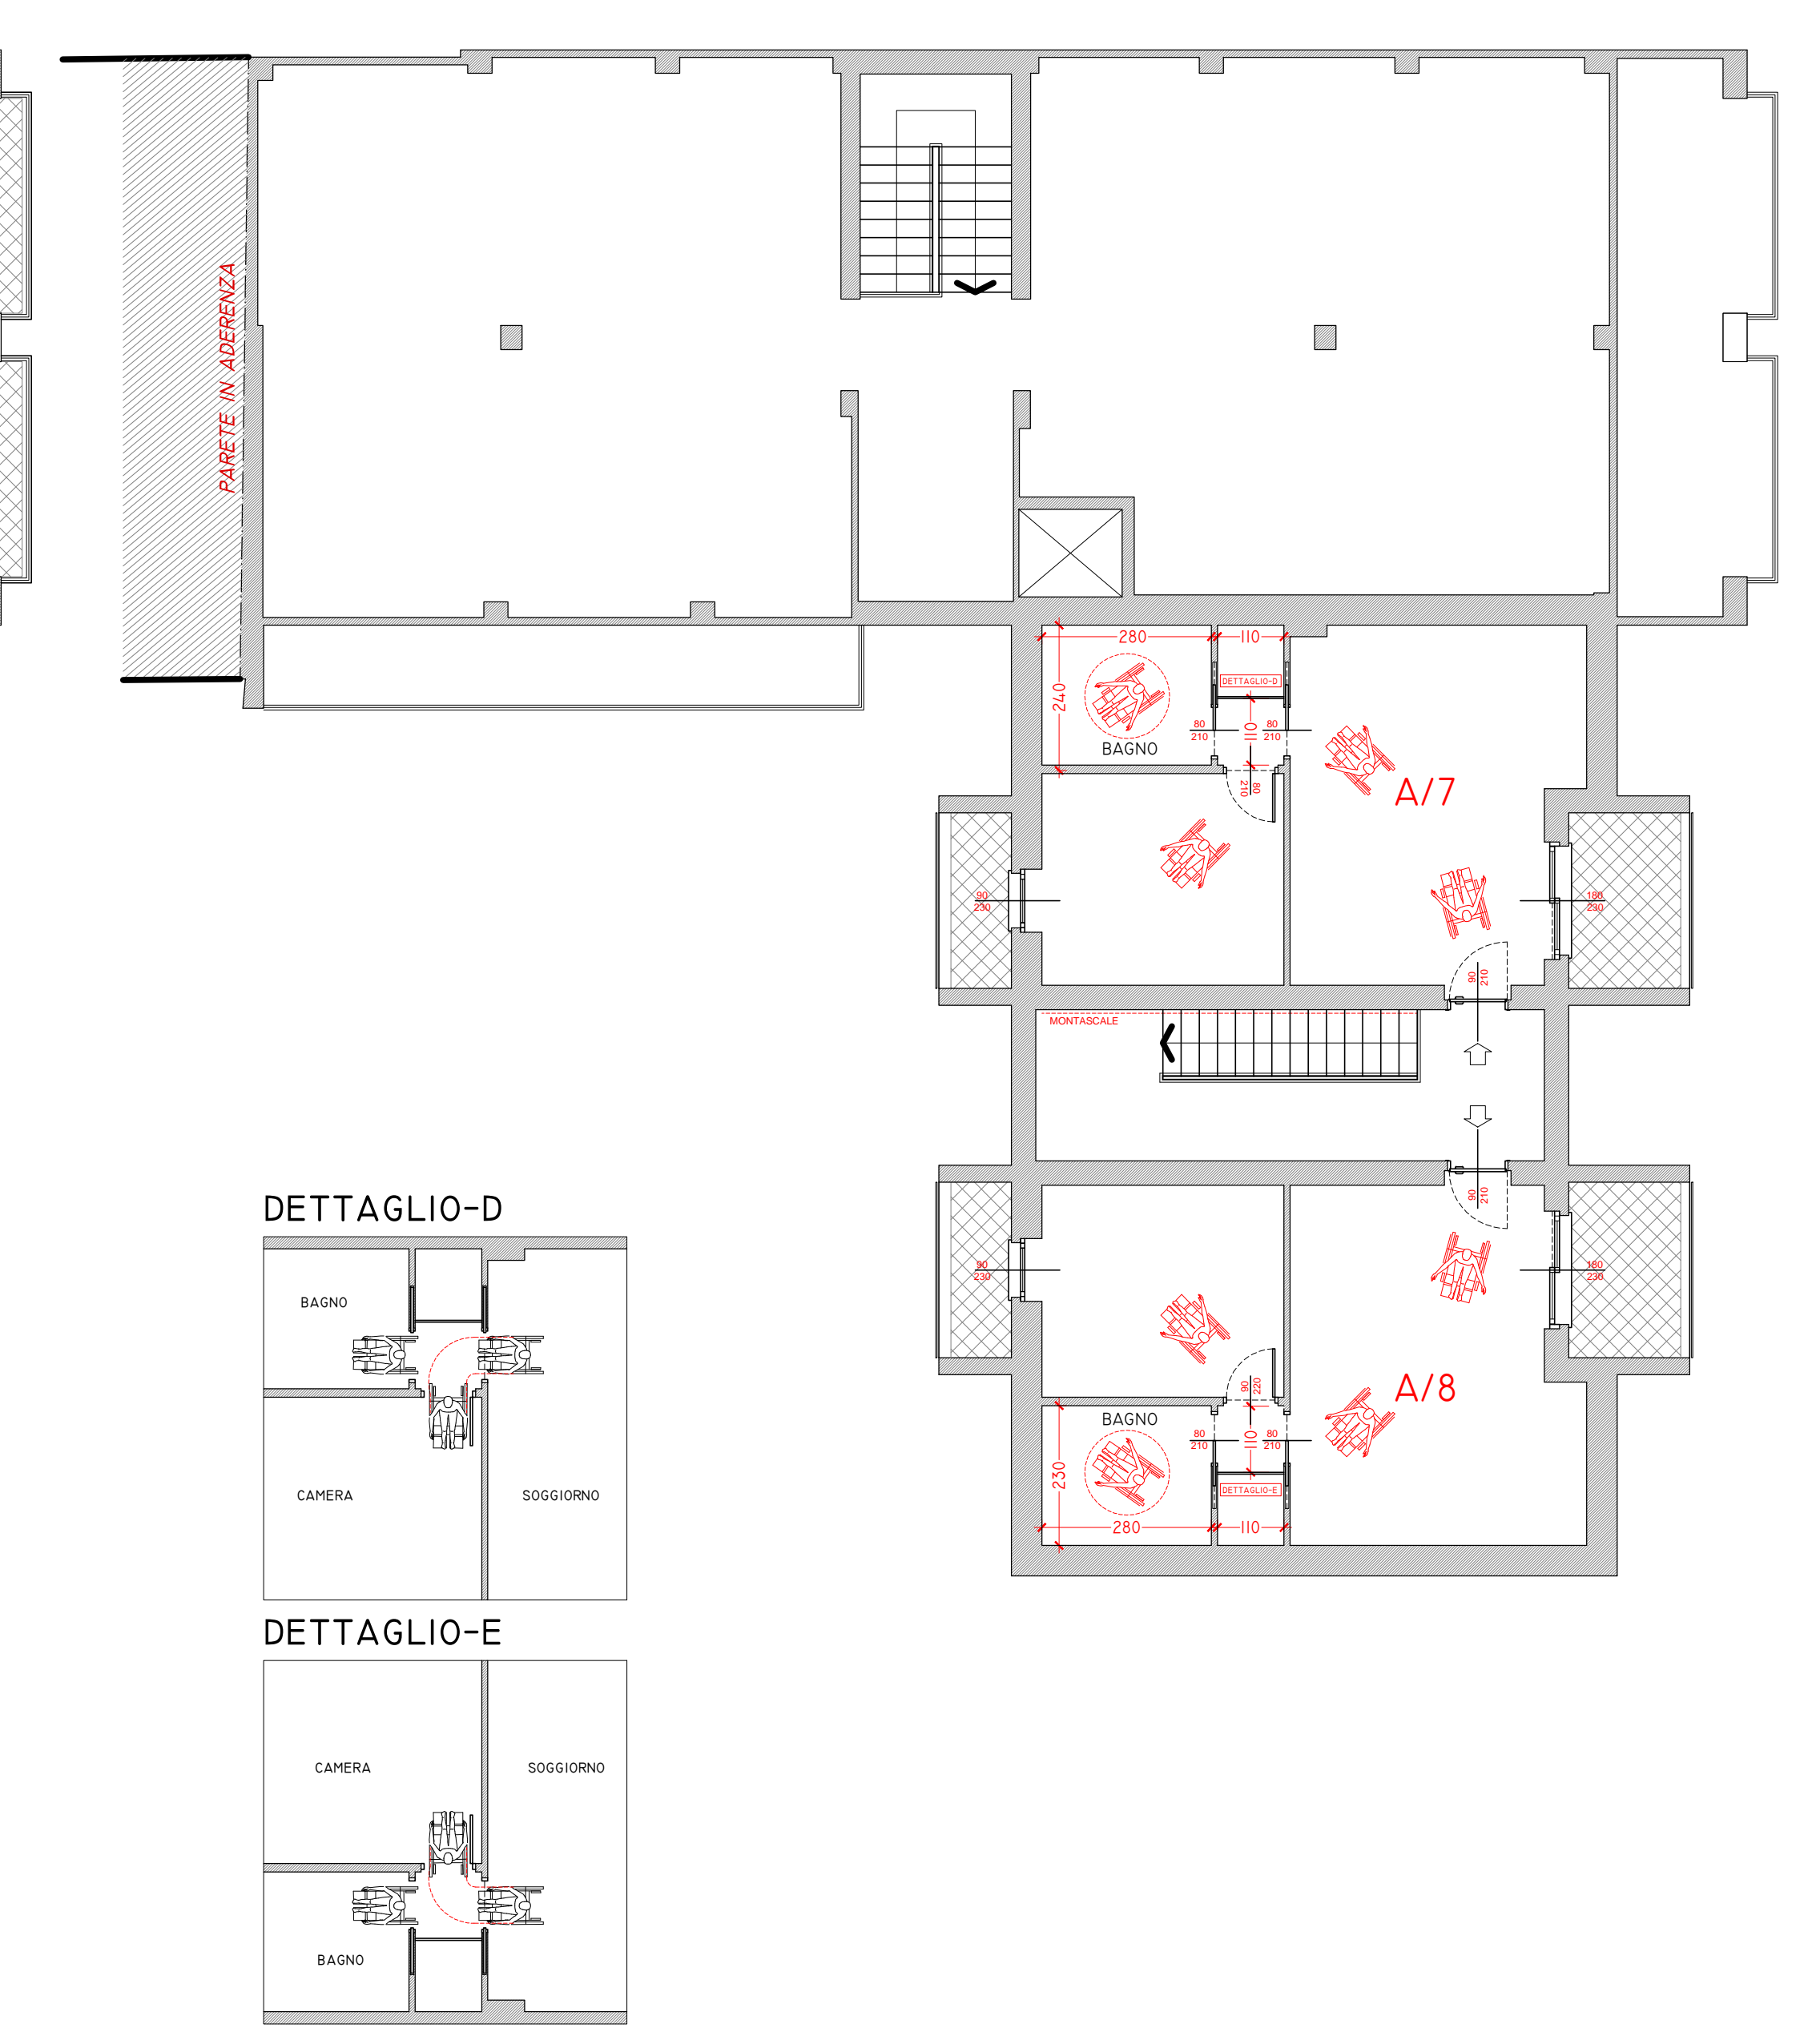 PARETE IN ADERENZA
280
110
DETTAGLIO-D
240
110
BAGNO
80
210
80
210
80
210
A/7
90
230
180
230
90
210
MONTASCALE
90
210
90
230
180
230
A/8
90
220
BAGNO
80
210
80
210
110
230
DETTAGLIO-E
280
110
DETTAGLIO-D
BAGNO
CAMERA
SOGGIORNO
DETTAGLIO-E
CAMERA
SOGGIORNO
BAGNO